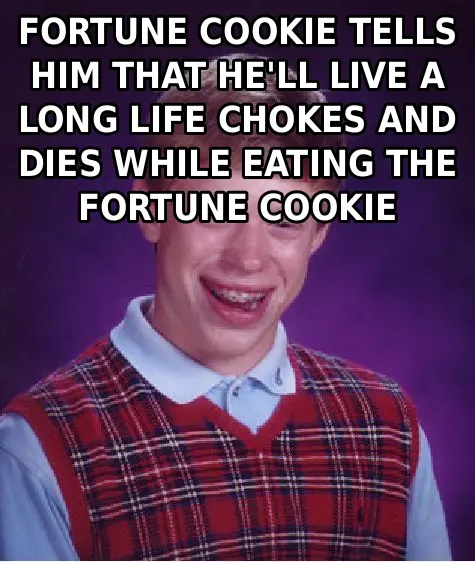 FORTUNE COOKIE TELLS
HIM THAT HE'LL LIVE A
LONG LIFE CHOKES AND
DIES WHILE EATING THE
FORTUNE COOKIE